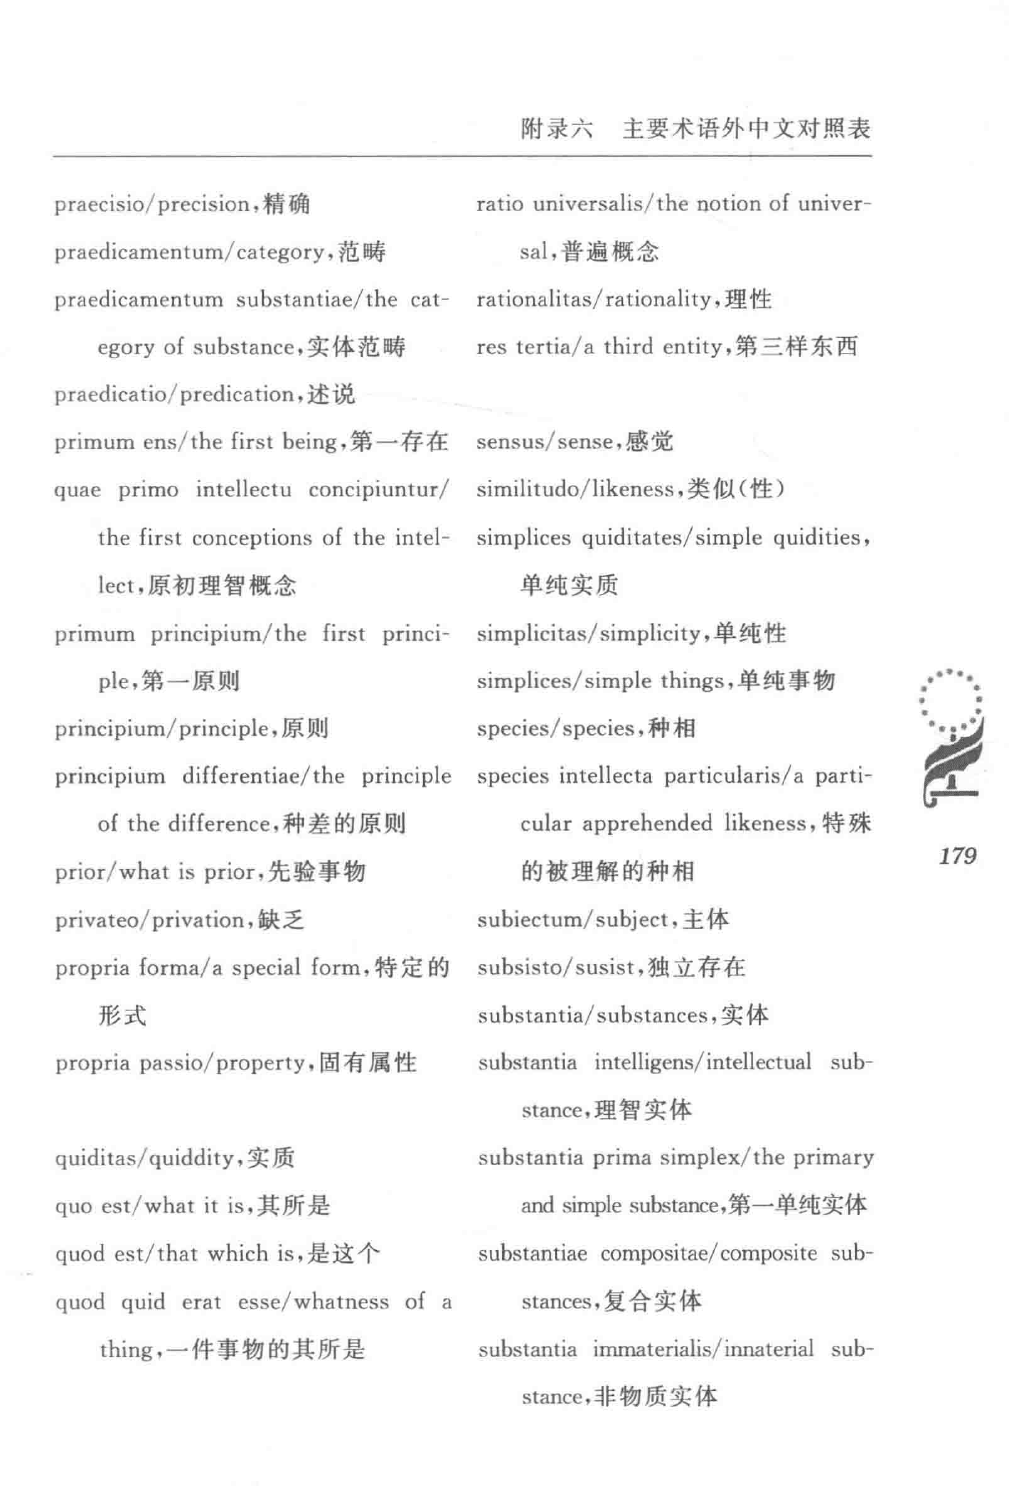 附录六 主要术语外中文对照表
praecisio/precision,精确
praedicamentum/category,范畴
praedicamentum substantiae/the cat-
egory of substance,实体范畴
praedicatio/predication,述说
primum ens/the first being,第一存在
quae primo intellectu concipiuntur/
the first conceptions of the intel-
lect,原初理智概念
primum principium/the first princi-
ple,第一原则
principium/principle,原则
principium differentiae/the principle
of the difference,种差的原则
prior/what is prior,先验事物
privateo/privation,缺乏
propria forma/a special form,特定的
形式
propria passio/property,固有属性
quiditas/quiddity,实质
quo est/what it is,其所是
quod est/that which is,是这个
quod quid erat esse/whatness of a
thing,一件事物的其所是
ratio universalis/the notion of univer-
sal,普遍概念
rationalitas/rationality,理性
res tertia/a third entity,第三样东西
sensus/sense,感觉
similitudo/likeness,类似(性)
simplices quiditates/simple quidities,
单纯实质
simplicitas/simplicity,单纯性
simplices/simple things,单纯事物
species/species,种相
species intellecta particularis/a parti-
cular apprehended likeness,特殊
的被理解的种相
subiectum/subject,主体
subsisto/susist,独立存在
substantia/substances,实体
substantia intelligens/intellectual sub-
stance,理智实体
substantia prima simplex/the primary
and simple substance,第一单纯实体
substantiae compositae/composite sub-
stances,复合实体
substantia immaterialis/innaterial sub-
stance,非物质实体
179